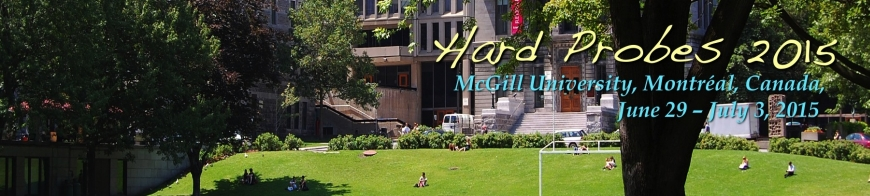 Hard Probes 2015
McGill University, Montréal, Canada,
June 29 – July 3, 2015